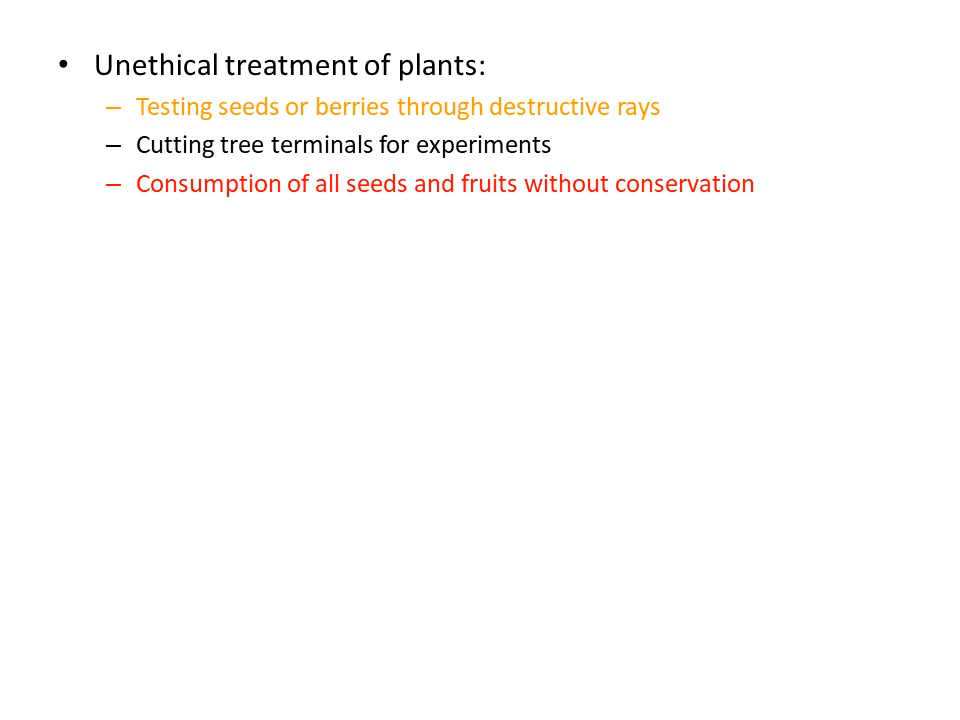 • Unethical treatment of plants:
– Testing seeds or berries through destructive rays
– Cutting tree terminals for experiments
– Consumption of all seeds and fruits without conservation